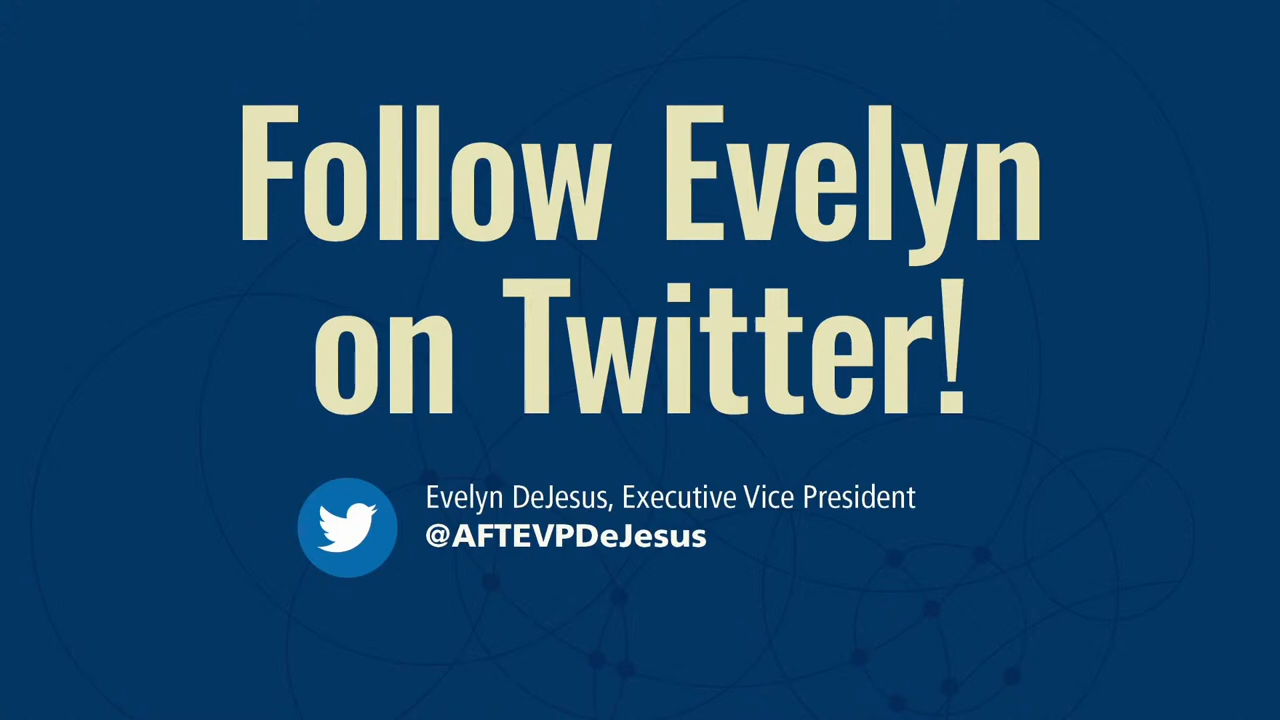 Follow Evelyn
on Twitter!
Evelyn DeJesus, Executive Vice President
@AFTEVPDeJesus